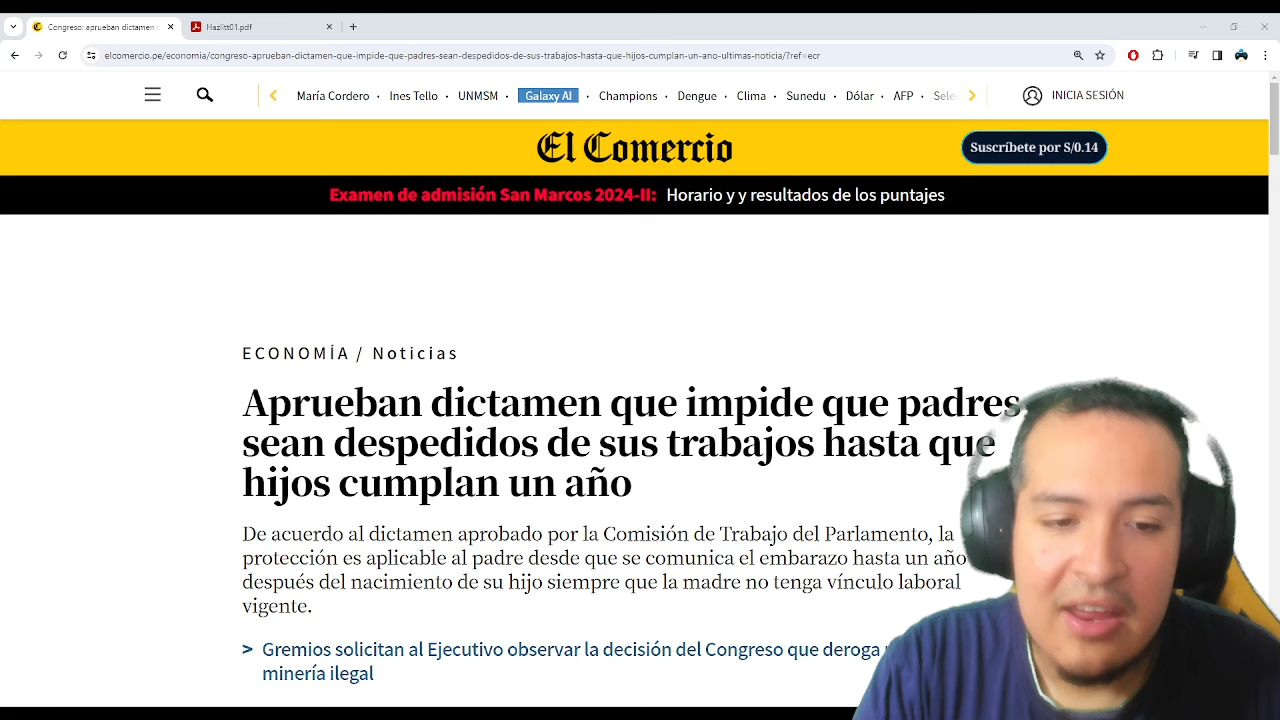 Congreso: aprueban dictamen
Hazlitt01.pdf
elcomercio.pe/economia/congreso-aprueban-dictamen-que-impide-que-padres-sean-despedidos-de-sus-trabajos-hasta-que-hijos-cumplan-un-ano-ultimas-noticia/?ref=ecr
María Cordero · Ines Tello · UNMSM · Galaxy AI · Champions · Dengue · Clima · Sunedu · Dólar · AFP ·
INICIA SESIÓN
El Comercio
Suscríbete por S/0.14
Examen de admisión San Marcos 2024-II: Horario y y resultados de los puntajes
ECONOMÍA / Noticias
Aprueban dictamen que impide que padres
sean despedidos de sus trabajos hasta que
hijos cumplan un año
De acuerdo al dictamen aprobado por la Comisión de Trabajo del Parlamento, la
protección es aplicable al padre desde que se comunica el embarazo hasta un año
después del nacimiento de su hijo siempre que la madre no tenga vínculo laboral
vigente.
> Gremios solicitan al Ejecutivo observar la decisión del Congreso que deroga
minería ilegal